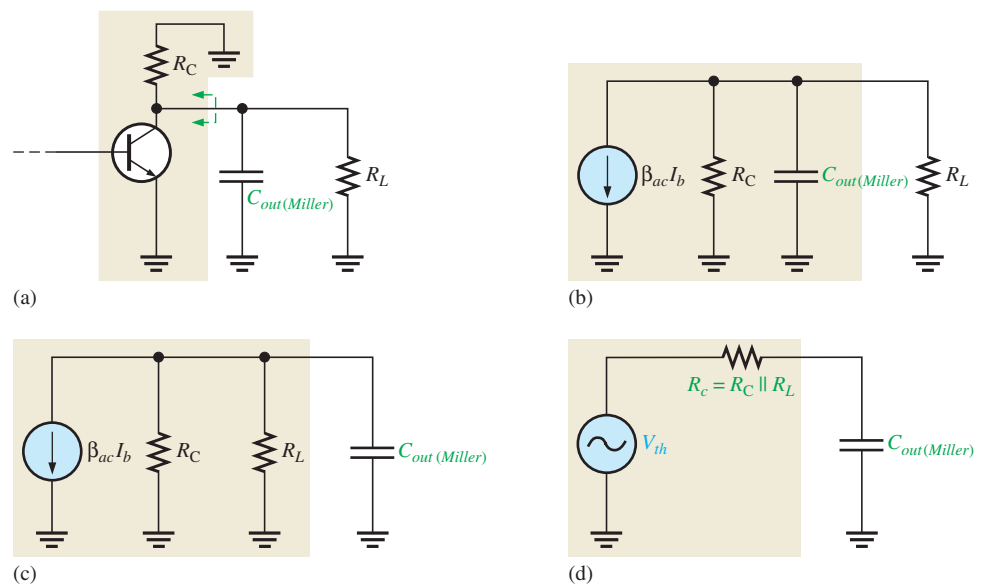 R_C
C_out(Miller)
R_L
(a)
β_ac I_b
R_C
C_out(Miller)
R_L
(b)
β_ac I_b
R_C
R_L
C_out(Miller)
(c)
R_c = R_C || R_L
V_th
C_out(Miller)
(d)